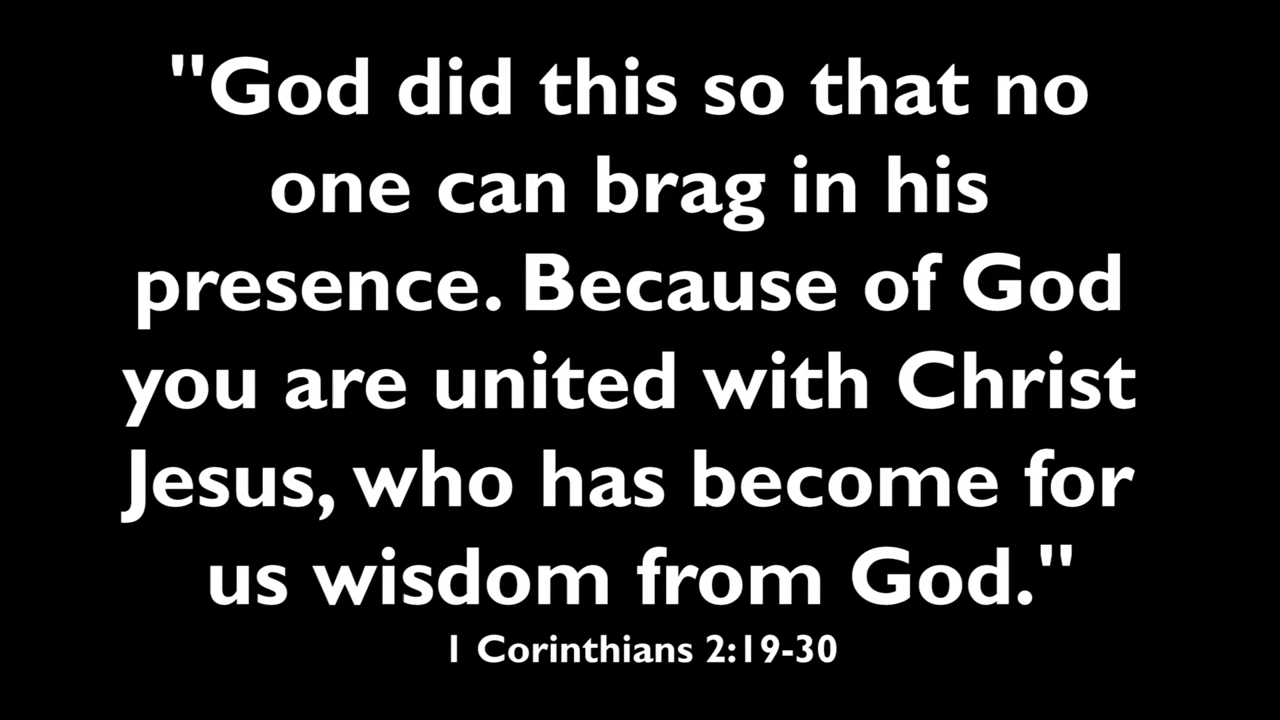 "God did this so that no
one can brag in his
presence. Because of God
you are united with Christ
Jesus, who has become for
us wisdom from God."
1 Corinthians 2:19-30